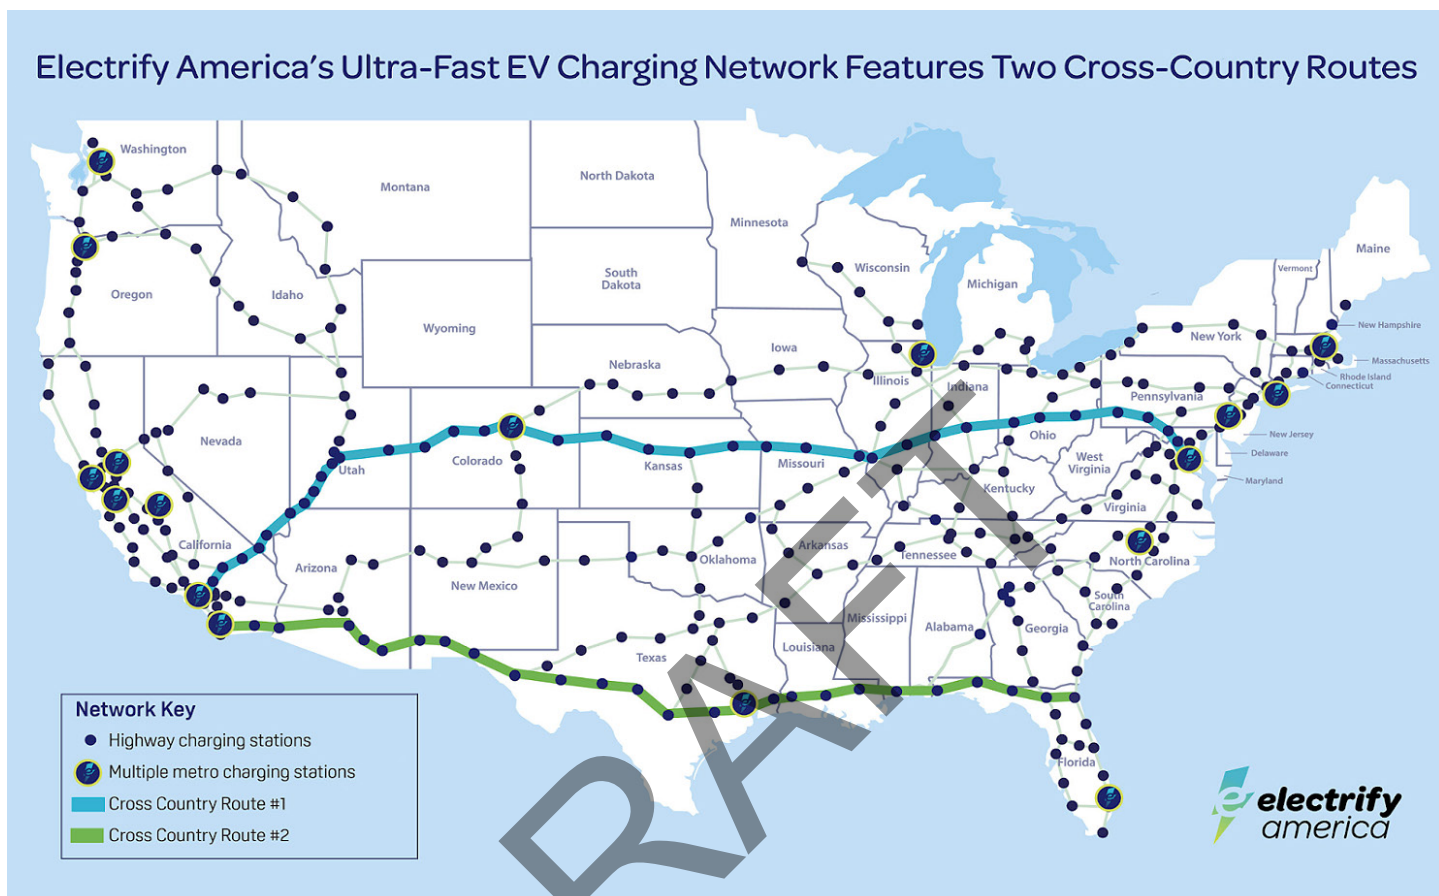 Electrify America's Ultra-Fast EV Charging Network Features Two Cross-Country Routes
Washington
Montana
North Dakota
Minnesota
Maine
Oregon
Idaho
South
Dakota
Wisconsin
Michigan
Vermont
Wyoming
New Hampshire
New York
Massachusetts
Rhode Island
Connecticut
Nebraska
Iowa
Illinois
Indiana
Pennsylvania
Nevada
Utah
Colorado
Kansas
Missouri
Ohio
West
Virginia
New Jersey
Delaware
Maryland
Kentucky
Virginia
California
Arizona
New Mexico
Oklahoma
Arkansas
Tennessee
North Carolina
South
Carolina
Mississippi
Alabama
Georgia
Texas
Louisiana
Florida
Network Key
Highway charging stations
Multiple metro charging stations
Cross Country Route #1
Cross Country Route #2
electrify
america
RAFT